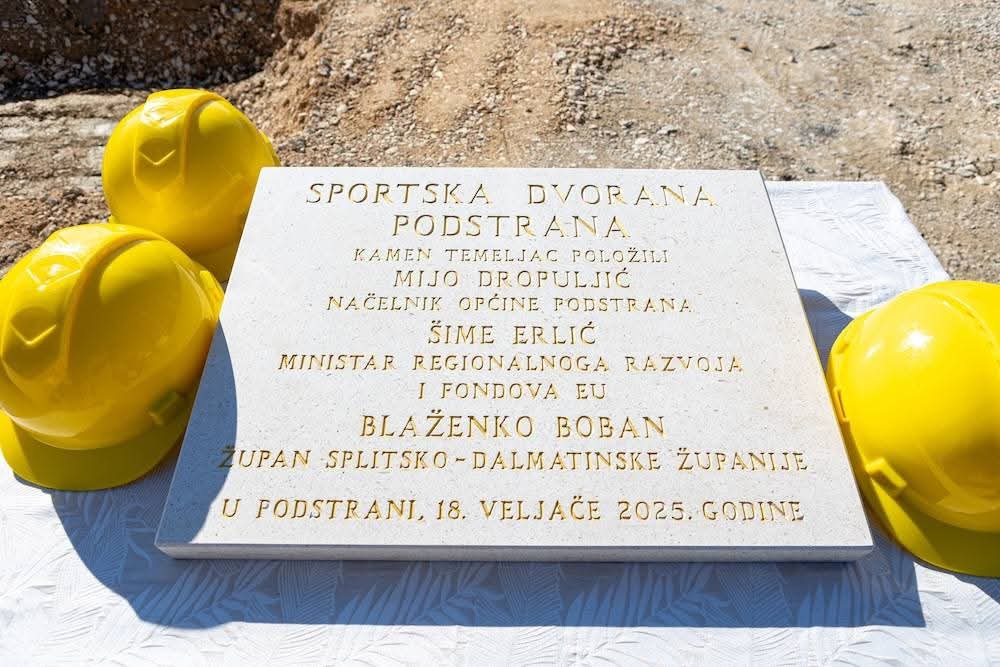 SPORTSKA DVORANA
PODSTRANA
KAMEN TEMELJAC POLOŽILI
MIJO DROPULJIĆ
NAČELNIK OPĆINE PODSTRANA
ŠIME ERLIĆ
MINISTAR REGIONALNOGA RAZVOJA
I FONDOVA EU
BLAŽENKO BOBAN
ŽUPAN SPLITSKO-DALMATINSKE ŽUPANIJE
U PODSTRANI, 18. VELJAČE 2025. GODINE